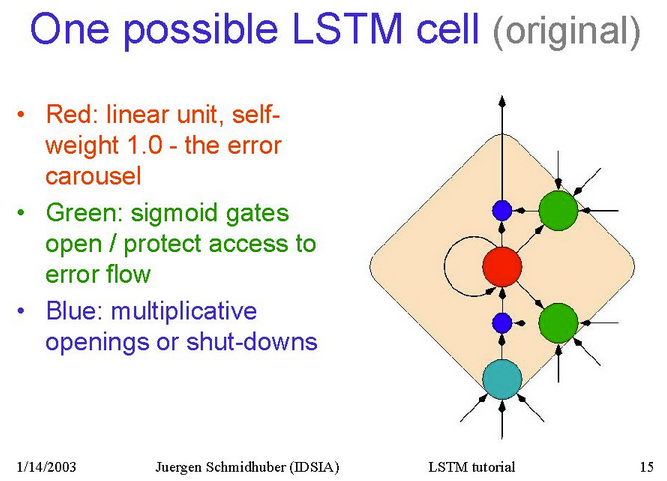 One possible LSTM cell (original)
• Red: linear unit, self-
weight 1.0 - the error
carousel
• Green: sigmoid gates
open / protect access to
error flow
• Blue: multiplicative
openings or shut-downs
1/14/2003 Juergen Schmidhuber (IDSIA) LSTM tutorial 15